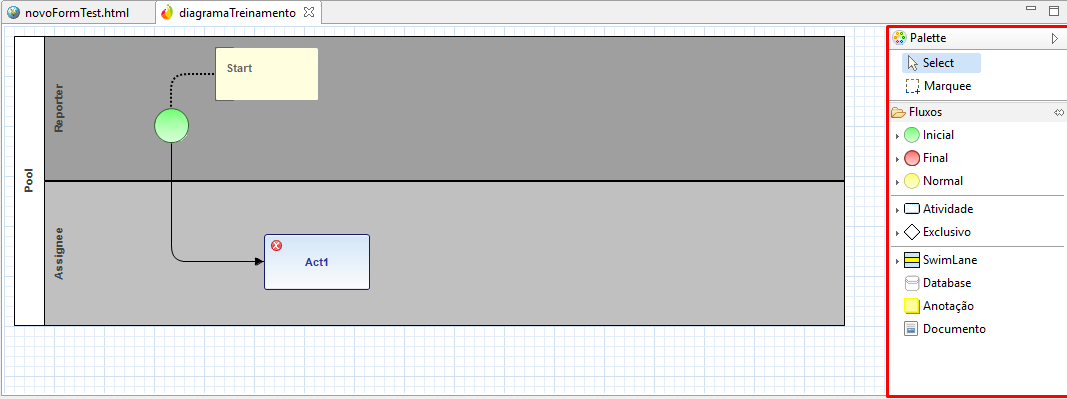 novoFormTest.html
diagramaTreinamento
Pool
Reporter
Start
Assignee
Act1
Palette
Select
Marquee
Fluxos
Inicial
Final
Normal
Atividade
Exclusivo
SwimLane
Database
Anotação
Documento